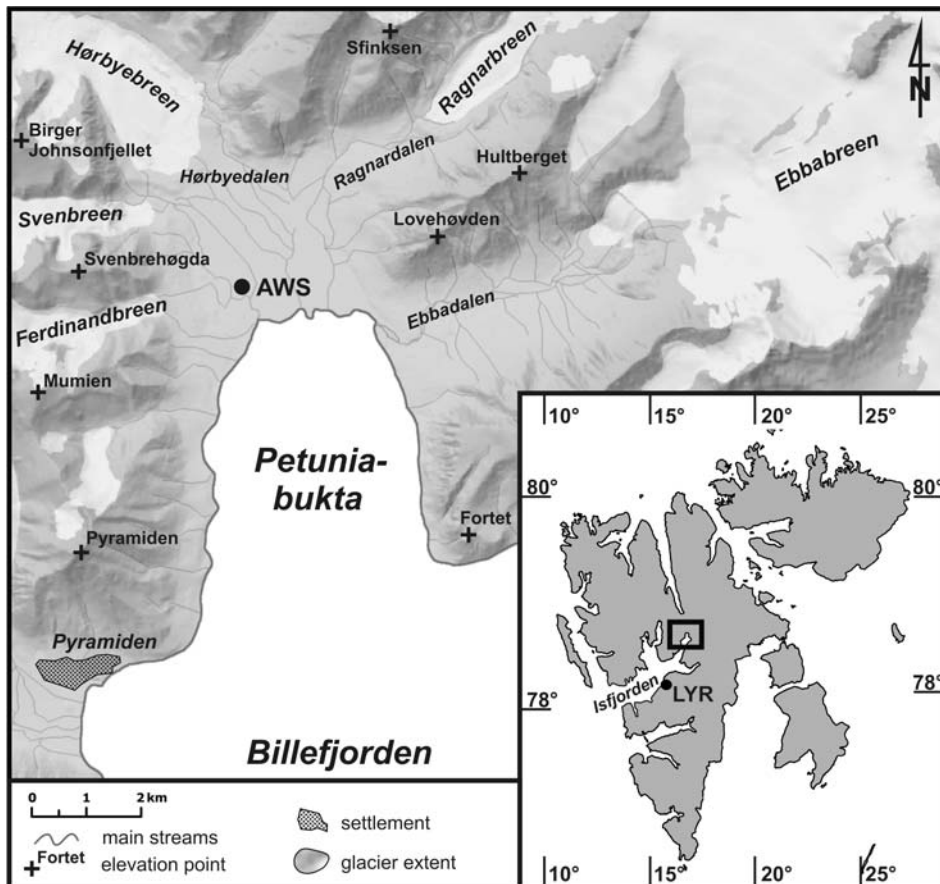 Hørbyebreen
Sfinksen
Ragnarbreen
N
Birger
Johnsonfjellet
Hørbyedalen
Ragnardalen
Hultberget
Ebbabreen
Svenbreen
Lovehøvden
Svenbrehøgda
AWS
Ferdinandbreen
Ebbadalen
Mumien
Petunia-
bukta
Fortet
Pyramiden
Pyramiden
Billefjorden
10° 15° 20° 25°
80° 80°
Isfjorden
LYR
78° 78°
10° 15° 20° 25°
0 1 2 km
main streams
Fortet
elevation point
settlement
glacier extent